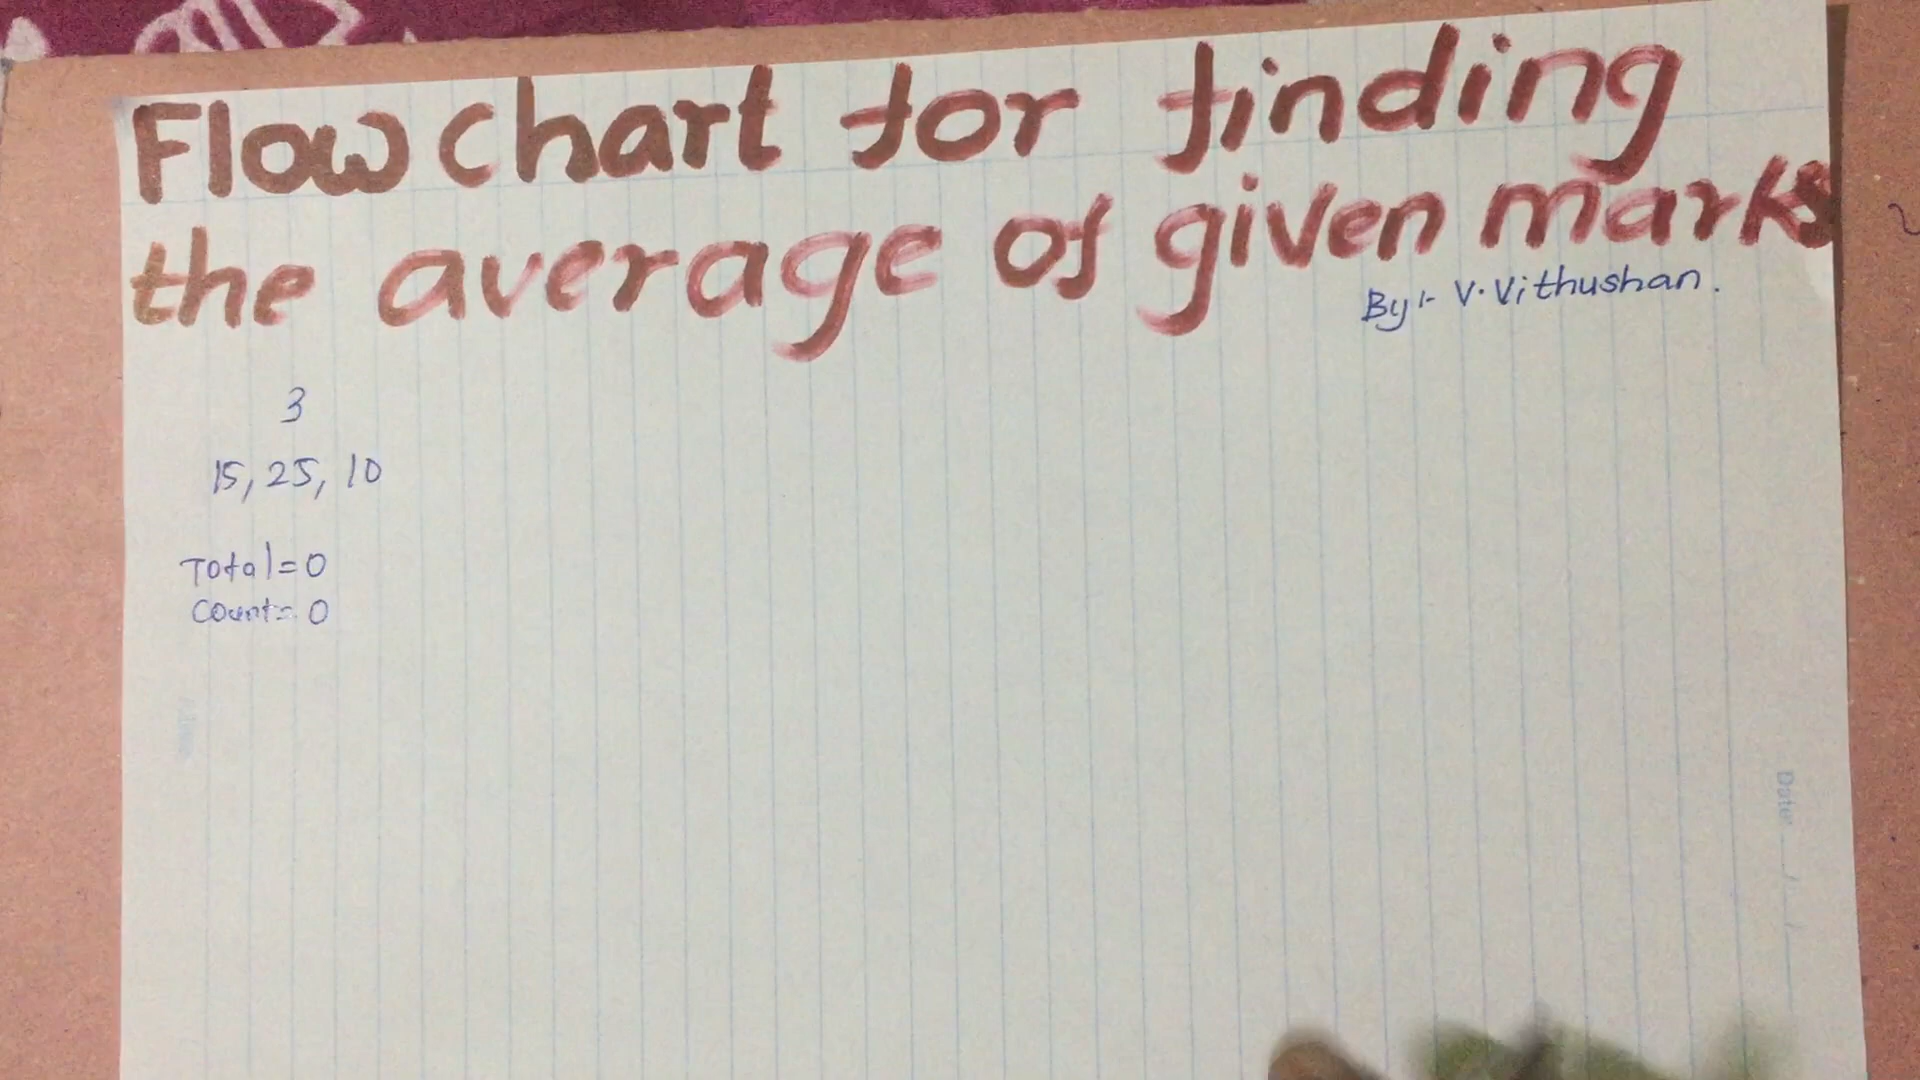 Flow chart for finding
the average of given marks
By:- V.Vithushan.
3
15, 25, 10
Total=0
Count=0
Date